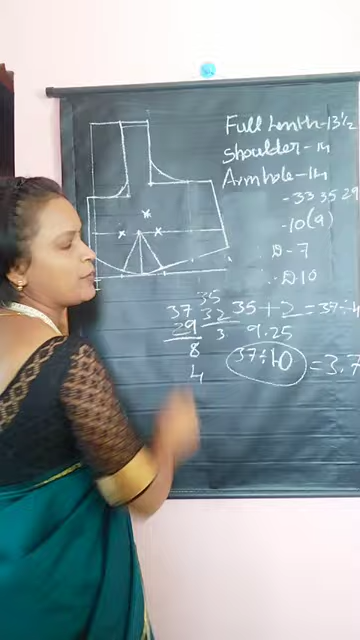 Full Lenth-13½
Shoulder-14
Armhole-14
-33 35 29
-10(9)
D-7
D-10
35
37 32 35+2=37÷4
29 3 9.25
8 37÷10 =3.7
4